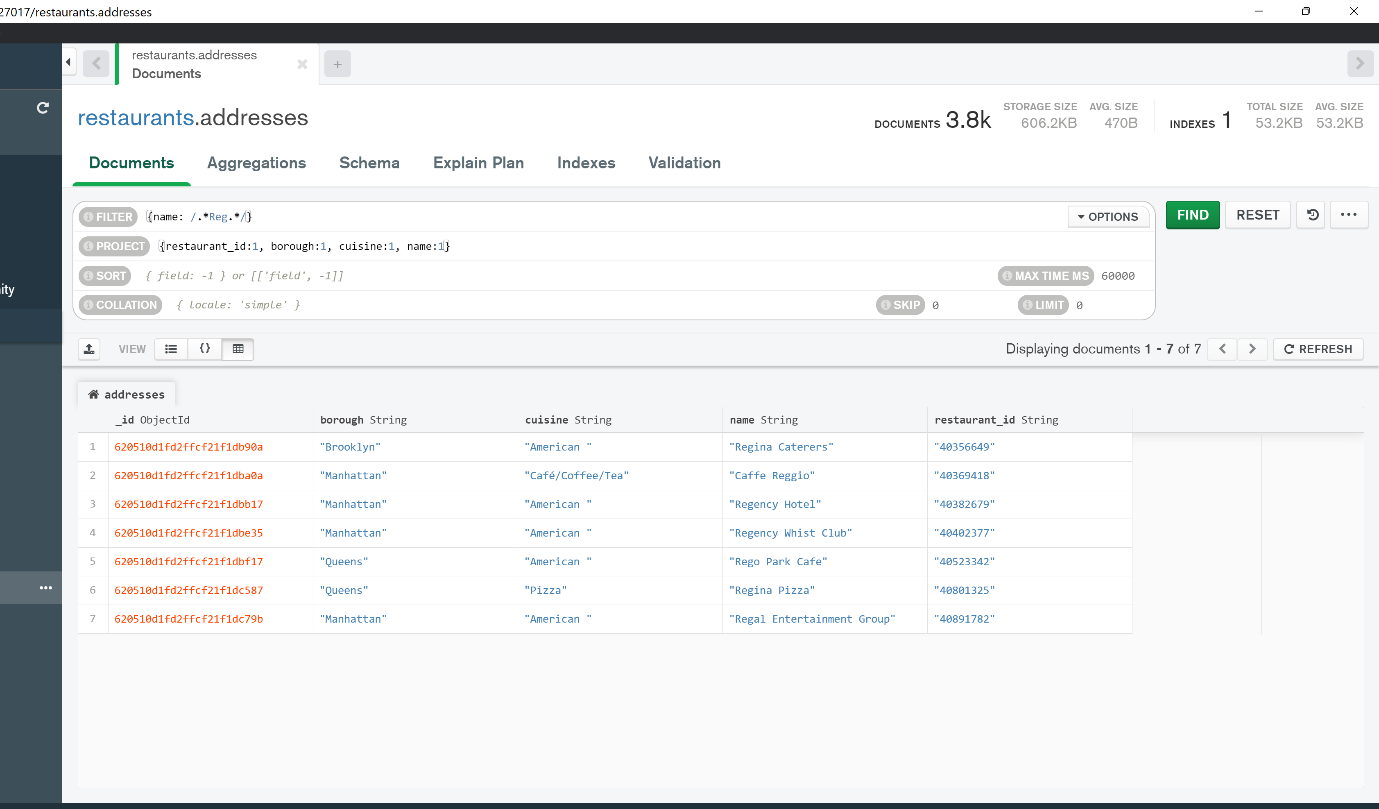 27017/restaurants.addresses
restaurants.addresses
Documents
restaurants.addresses
DOCUMENTS 3.8k STORAGE SIZE 606.2KB AVG. SIZE 470B INDEXES 1 TOTAL SIZE 53.2KB AVG. SIZE 53.2KB
Documents Aggregations Schema Explain Plan Indexes Validation
FILTER {name: /.*Reg.*/} OPTIONS FIND RESET ...
PROJECT {restaurant_id:1, borough:1, cuisine:1, name:1}
SORT { field: -1 } or [['field', -1]] MAX TIME MS 60000
ity
COLLATION { locale: 'simple' } SKIP 0 LIMIT 0
VIEW {} Displaying documents 1 - 7 of 7 < > REFRESH
addresses
_id ObjectId borough String cuisine String name String restaurant_id String
1 620510d1fd2ffcf21f1db90a "Brooklyn" "American " "Regina Caterers" "40356649"
2 620510d1fd2ffcf21f1dba0a "Manhattan" "Café/Coffee/Tea" "Caffe Reggio" "40369418"
3 620510d1fd2ffcf21f1dbb17 "Manhattan" "American " "Regency Hotel" "40382679"
4 620510d1fd2ffcf21f1dbe35 "Manhattan" "American " "Regency Whist Club" "40402377"
5 620510d1fd2ffcf21f1dbf17 "Queens" "American " "Rego Park Cafe" "40523342"
6 620510d1fd2ffcf21f1dc587 "Queens" "Pizza" "Regina Pizza" "40801325"
7 620510d1fd2ffcf21f1dc79b "Manhattan" "American " "Regal Entertainment Group" "40891782"